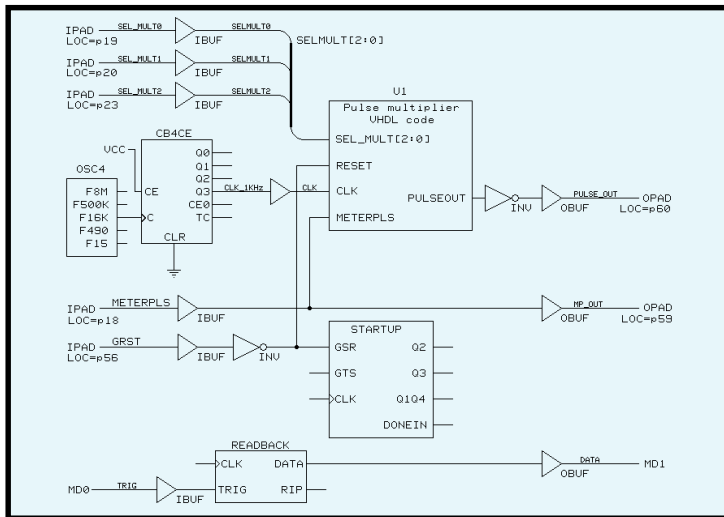 IPAD SEL_MULT0 IBUF SELMULT0
LOC=p19
SELMULT[2:0]
IPAD SEL_MULT1 IBUF SELMULT1
LOC=p20
IPAD SEL_MULT2 IBUF SELMULT2
LOC=p23
U1
Pulse multiplier
VHDL code
SEL_MULT[2:0]
RESET
CLK
METERPLS
PULSEOUT
CB4CE
VCC
Q0
Q1
Q2
Q3
CE0
TC
CE
C
CLR
CLK_1KHz
CLK
OSC4
F8M
F500K
F16K
F490
F15
INV
OBUF
PULSE_OUT
OPAD
LOC=p60
IPAD METERPLS IBUF
LOC=p18
OBUF
MP_OUT
OPAD
LOC=p59
IPAD GRST IBUF INV
LOC=p56
STARTUP
GSR Q2
GTS Q3
CLK Q1Q4
DONEIN
READBACK
CLK DATA
TRIG RIP
MD0 TRIG IBUF
OBUF DATA MD1